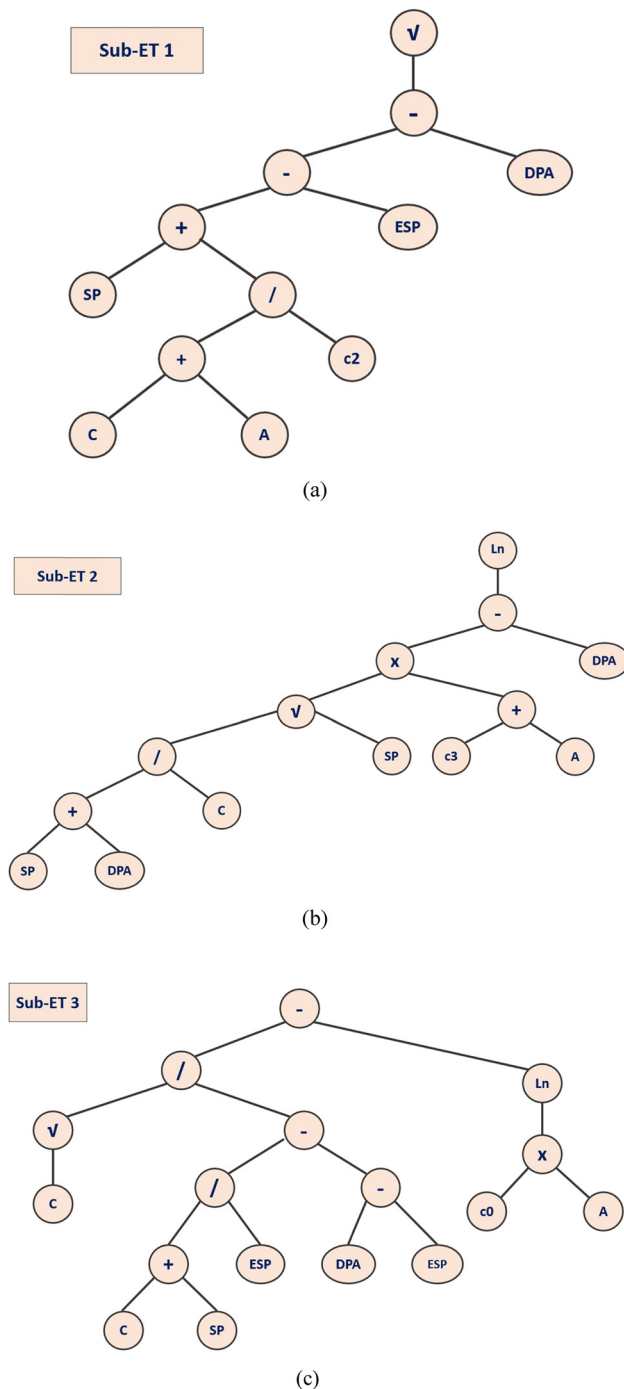 Sub-ET 1
√
-
- DPA
+ ESP
SP /
+ c2
C A
(a)
Ln
Sub-ET 2
-
x DPA
√ +
/ SP c3 A
+ C
SP DPA
(b)
Sub-ET 3
-
/ Ln
√ - x
C / - c0 A
+ ESP DPA ESP
C SP
(c)